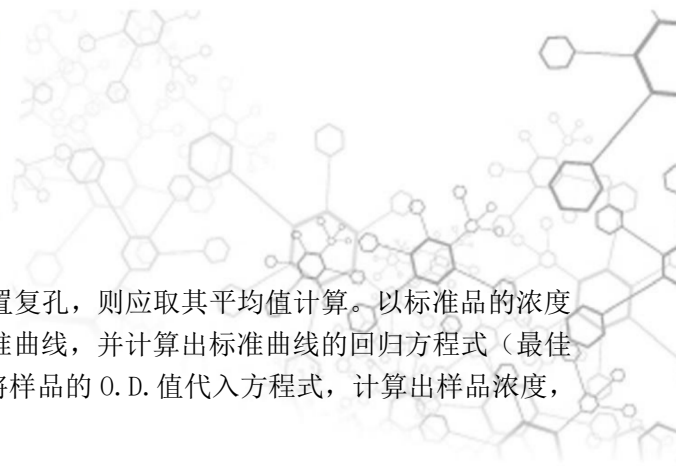 置复孔，则应取其平均值计算。以标准品的浓度
准曲线，并计算出标准曲线的回归方程式（最佳
将样品的 O.D.值代入方程式，计算出样品浓度，